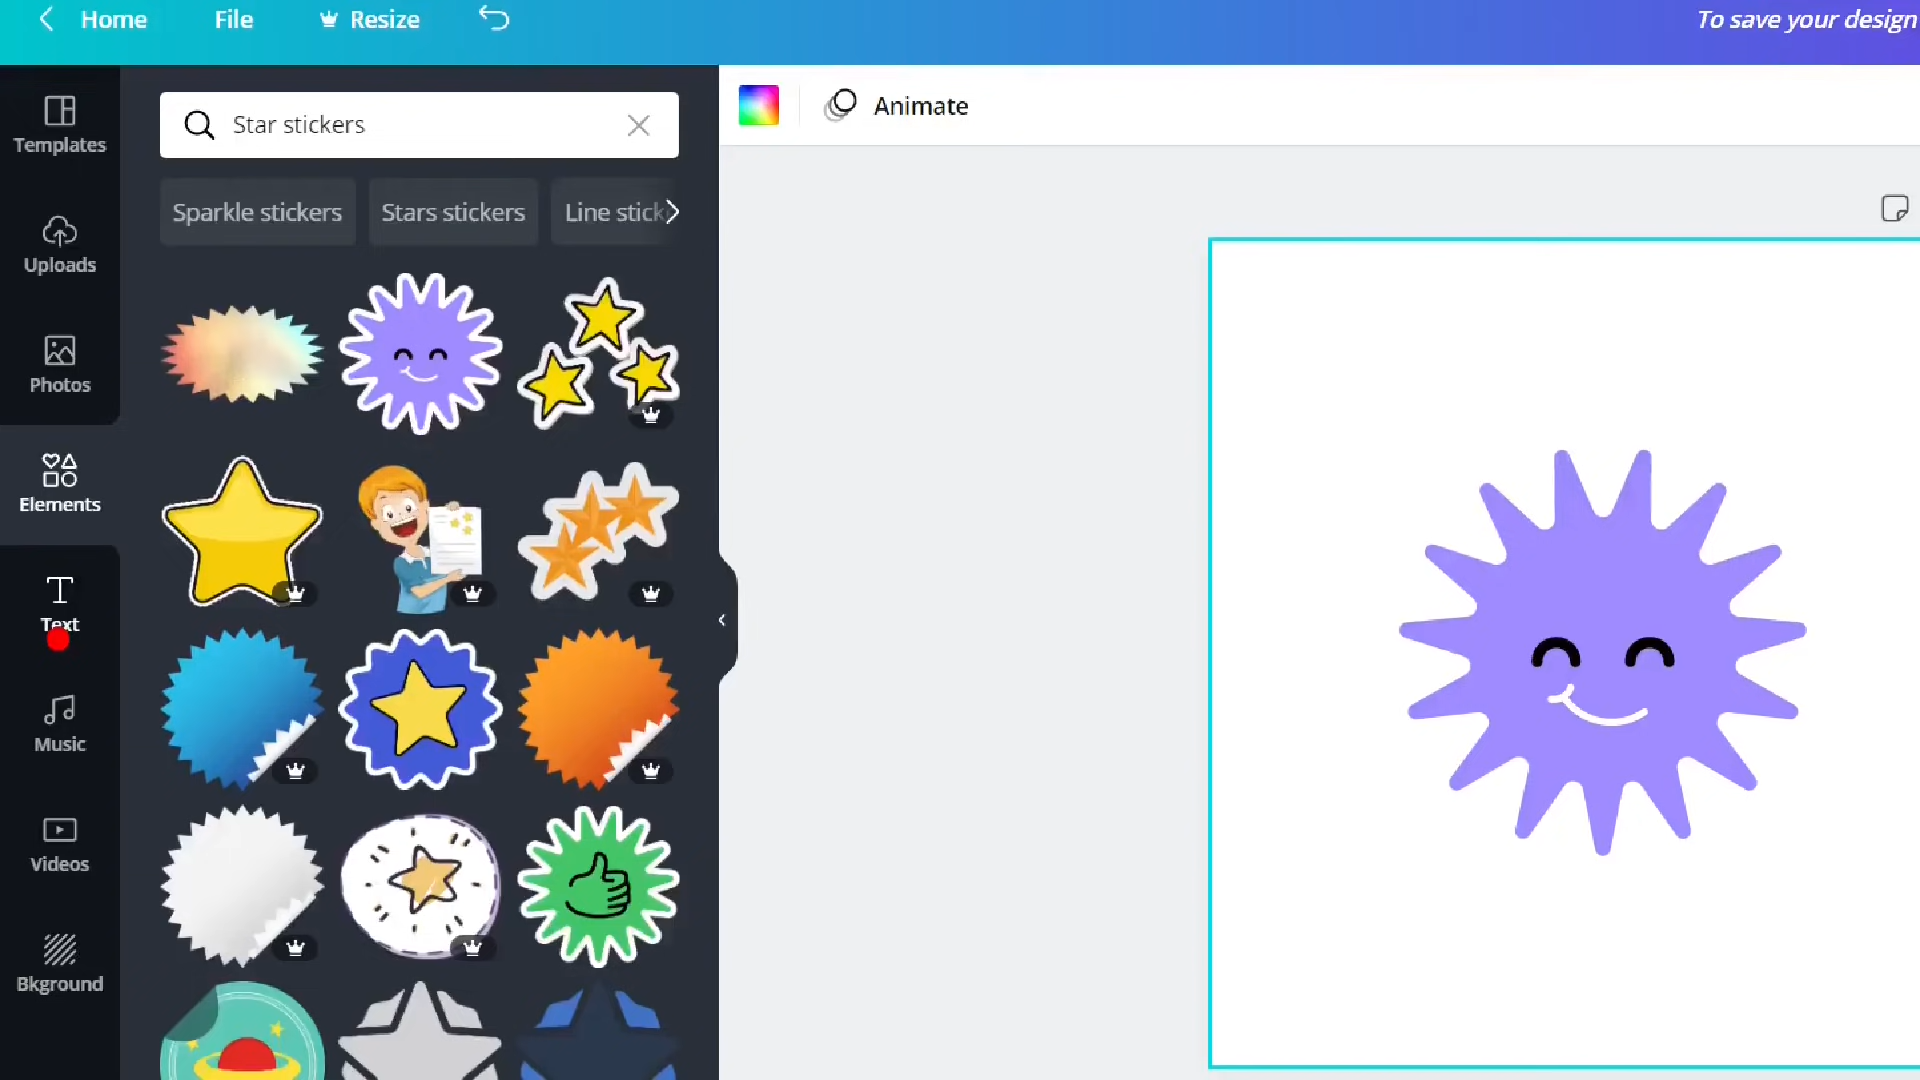 Home
File
Resize
To save your design
Templates
Uploads
Photos
Elements
Text
Music
Videos
Bkground
Star stickers
Sparkle stickers
Stars stickers
Line stick
Animate